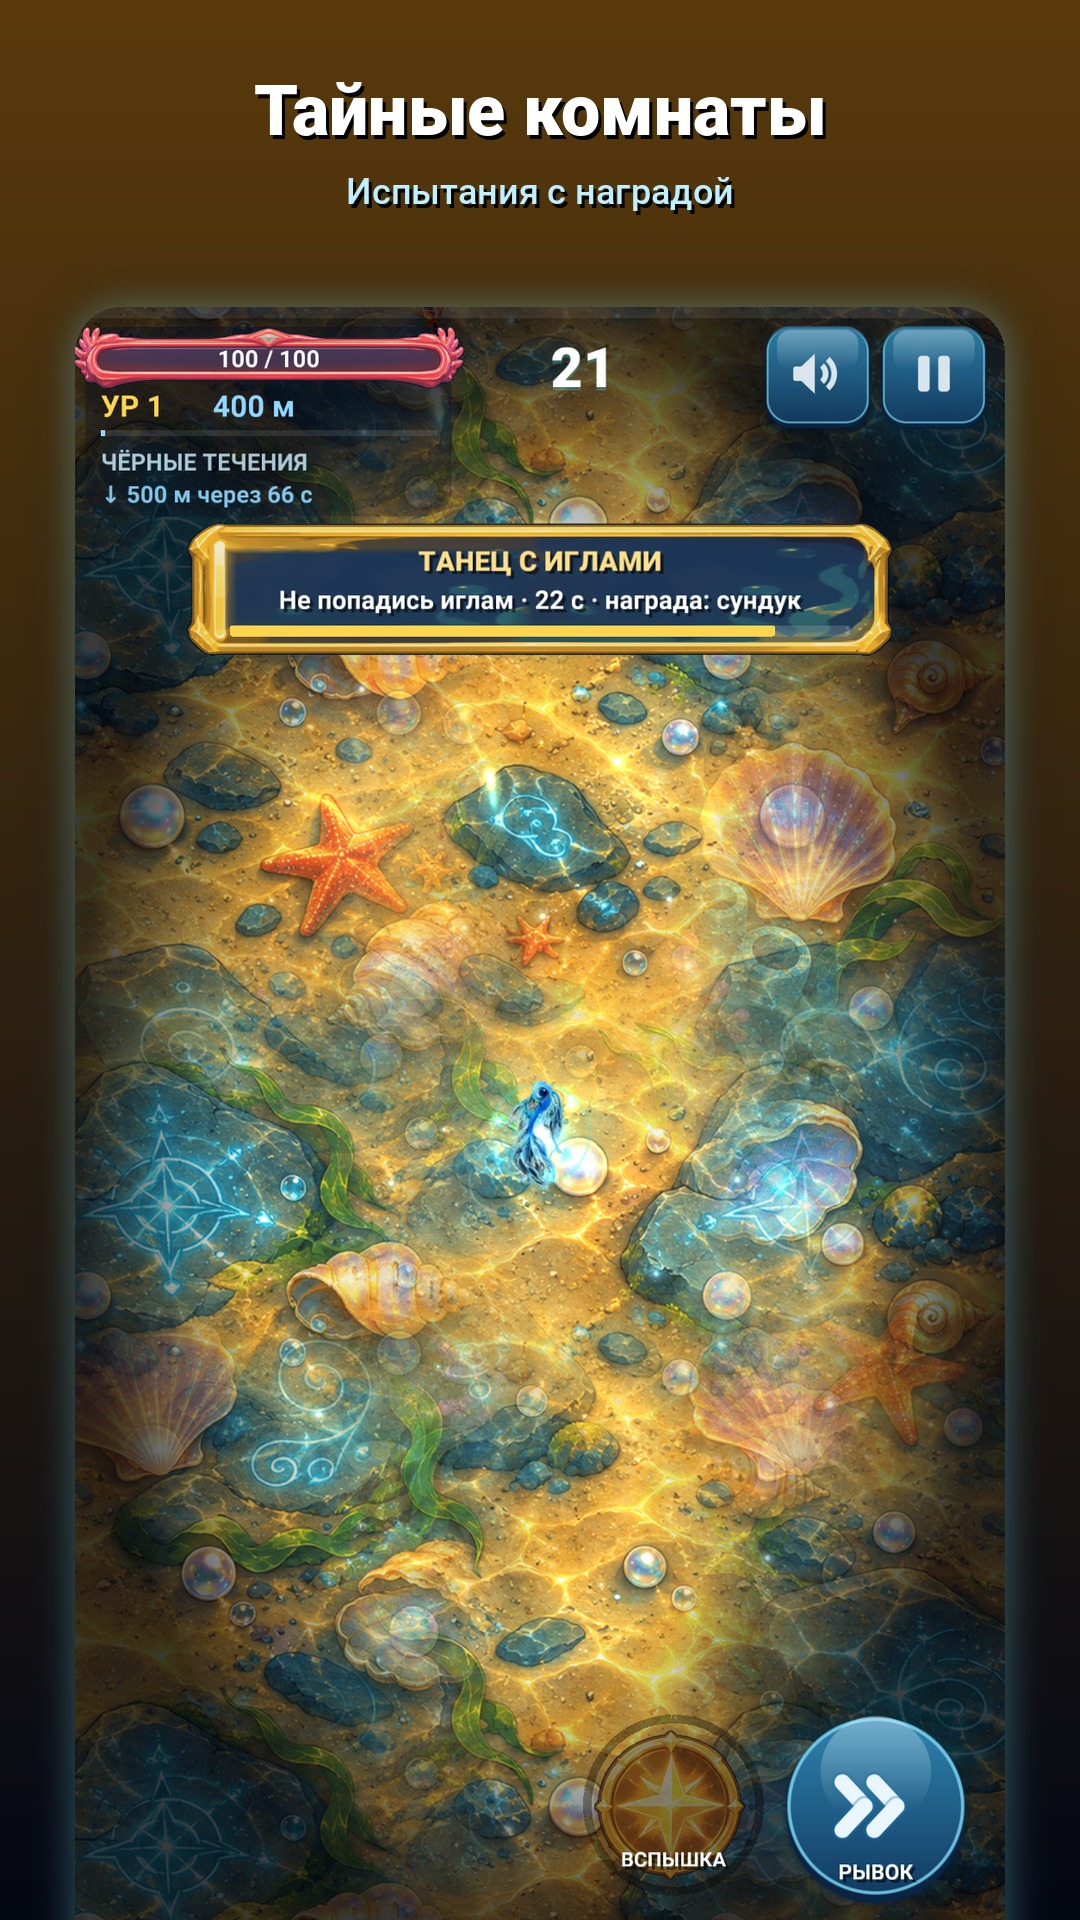 Тайные комнаты
Испытания с наградой
100 / 100
21
УР 1 400 м
ЧЁРНЫЕ ТЕЧЕНИЯ
↓ 500 м через 66 с
ТАНЕЦ С ИГЛАМИ
Не попадись иглам · 22 с · награда: сундук
ВСПЫШКА
РЫВОК